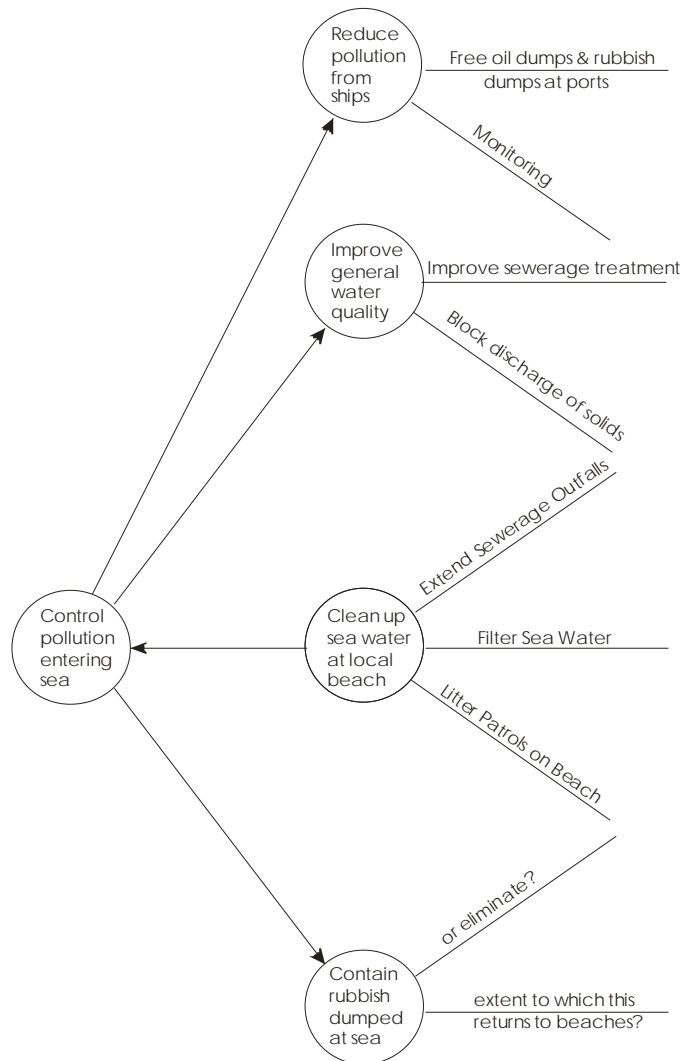 Reduce
pollution
from
ships
Free oil dumps & rubbish
dumps at ports
Monitoring
Improve
general
water
quality
Improve sewerage treatment
Block discharge of solids
Extend Sewerage Outfalls
Control
pollution
entering
sea
Clean up
sea water
at local
beach
Filter Sea Water
Litter Patrols on Beach
or eliminate?
Contain
rubbish
dumped
at sea
extent to which this
returns to beaches?